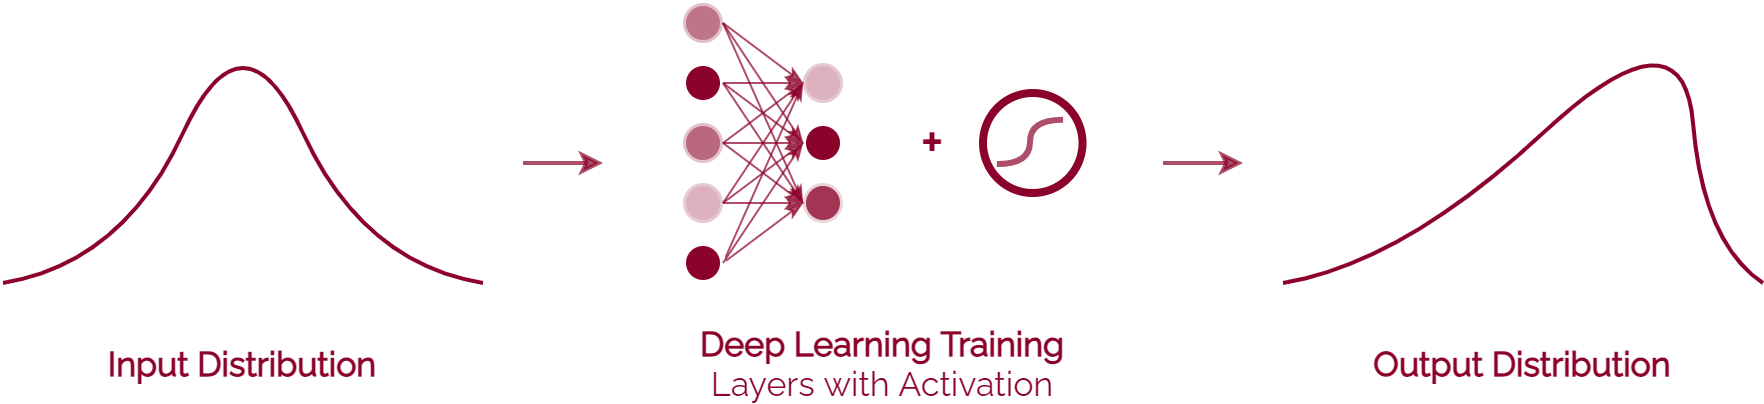 +
Input Distribution
Deep Learning Training
Layers with Activation
Output Distribution